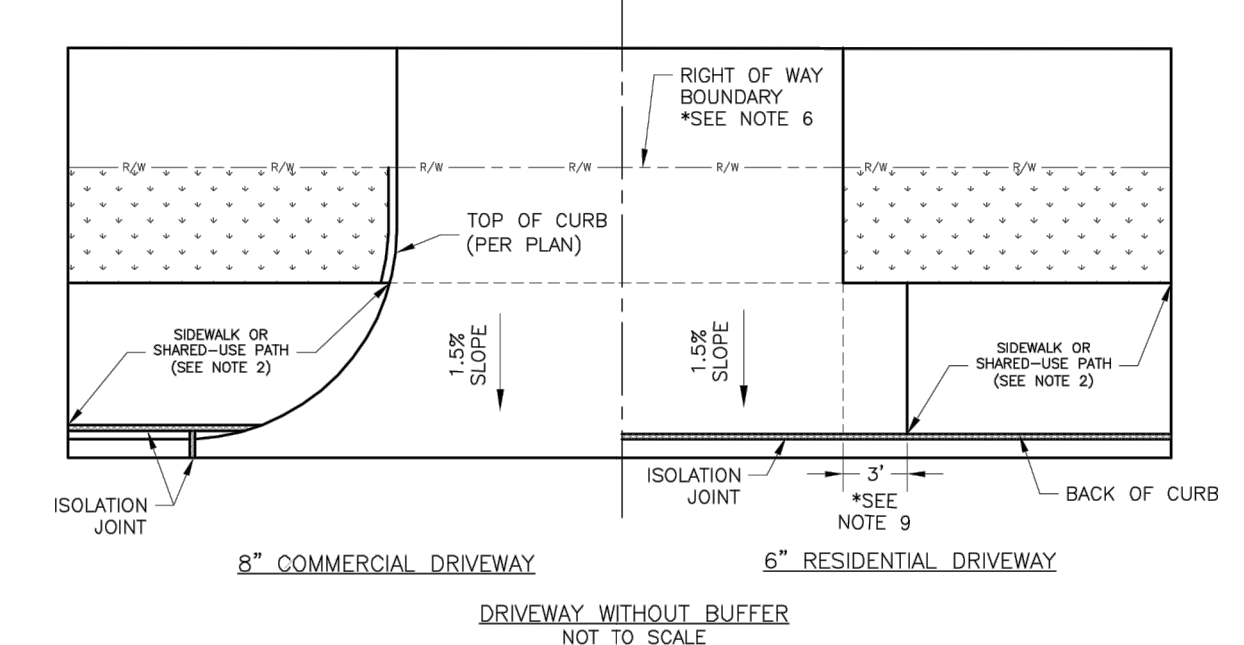 RIGHT OF WAY
BOUNDARY
*SEE NOTE 6
R/W
R/W
R/W
R/W
R/W
R/W
R/W
TOP OF CURB
(PER PLAN)
SIDEWALK OR
SHARED-USE PATH
(SEE NOTE 2)
1.5%
SLOPE
1.5%
SLOPE
SIDEWALK OR
SHARED-USE PATH
(SEE NOTE 2)
ISOLATION
JOINT
ISOLATION
JOINT
3'
*SEE
NOTE 9
BACK OF CURB
8" COMMERCIAL DRIVEWAY
6" RESIDENTIAL DRIVEWAY
DRIVEWAY WITHOUT BUFFER
NOT TO SCALE